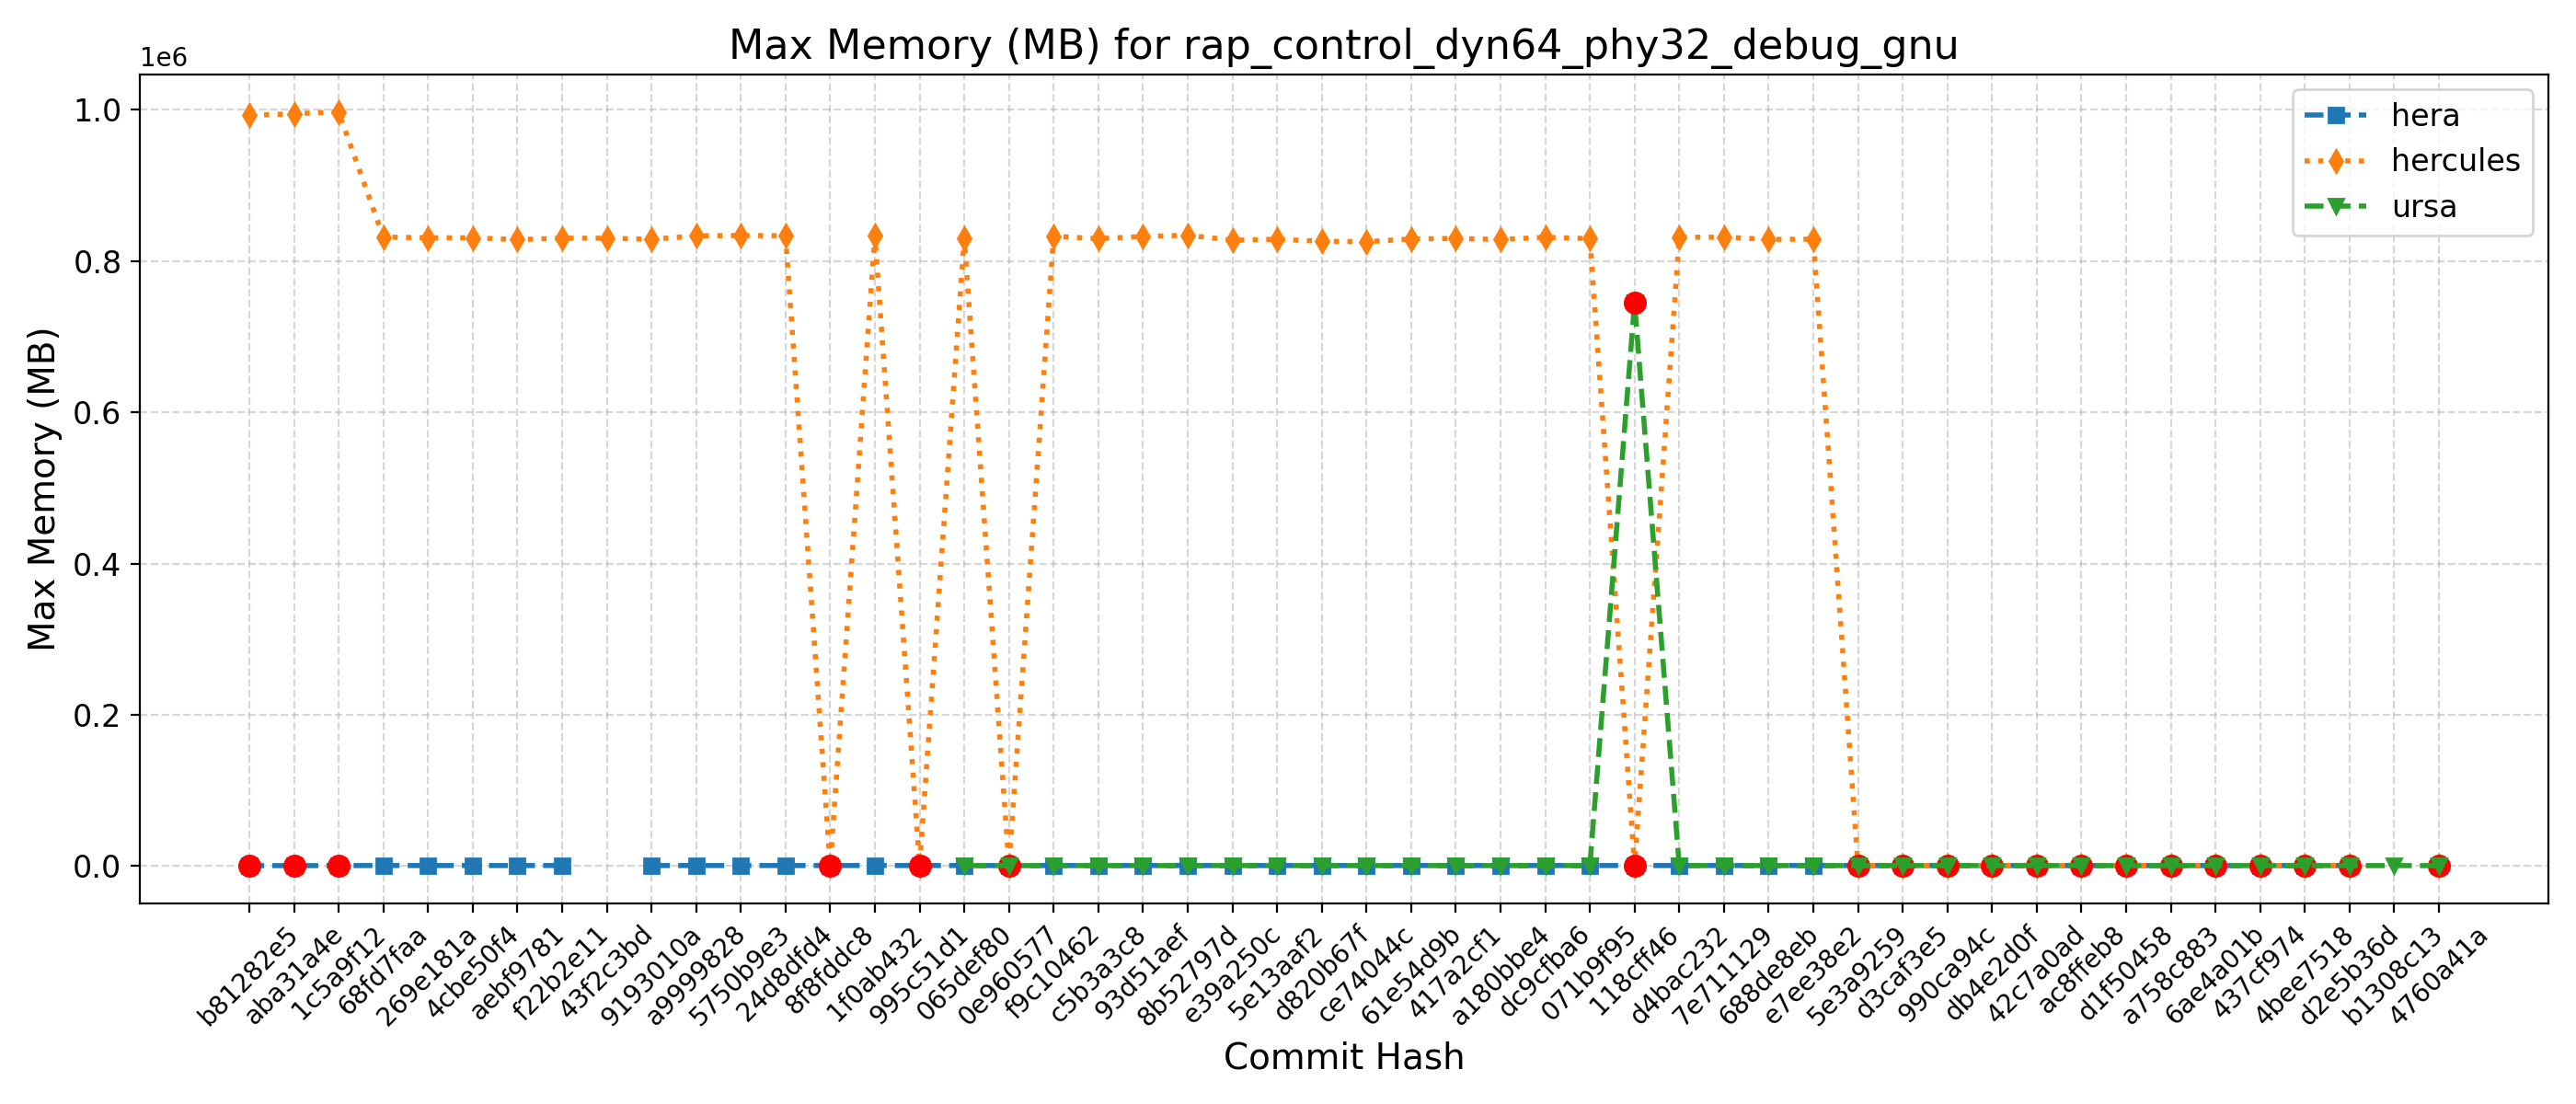 Max Memory (MB) for rap_control_dyn64_phy32_debug_gnu
1e6
1.0
0.8
0.6
0.4
0.2
0.0
Max Memory (MB)
hera
hercules
ursa
b81282e5
aba31a4e
1c5a9f12
68fd7faa
269e181a
4cbe50f4
aebf9781
f22b2e11
43f2c3bd
9193010a
a9999828
5750b9e3
24d8dfd4
8f8fddc8
1f0ab432
995c51d1
065def80
0e960577
f9c10462
c5b3a3c8
93d51aef
8b52797d
e39a250c
5e13aaf2
d820b67f
ce74044c
61e54d9b
417a2cf1
a180bbe4
dc9cfba6
071b9f95
118cff46
d4bac232
7e711129
688de8eb
e7ee38e2
5e3a9259
d3caf3e5
990ca94c
db4e2d0f
42c7a0ad
ac8ffeb8
d1f50458
a758c883
6ae4a01b
437cf974
4bee7518
d2e5b36d
b1308c13
4760a41a
Commit Hash